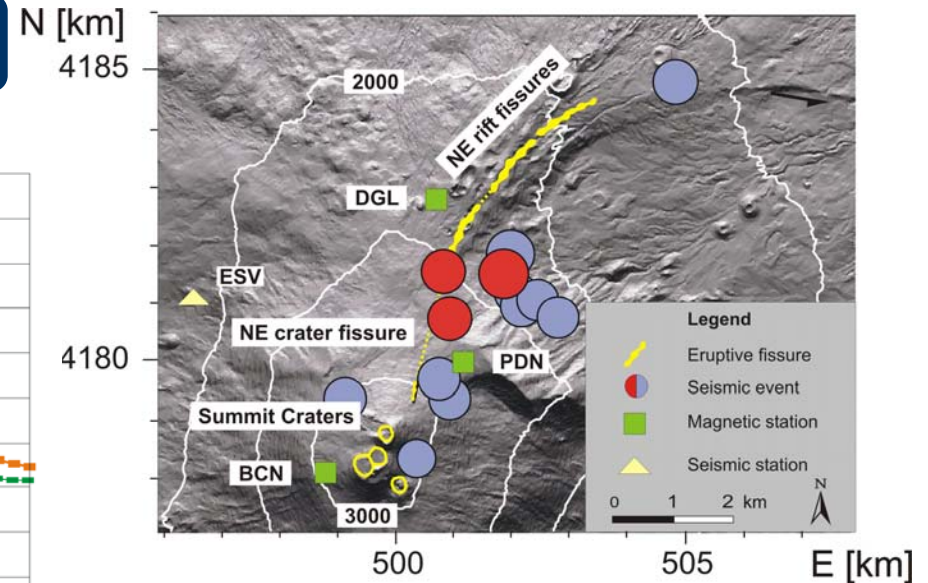 N [km]
4185
2000
NE rift fissures
DGL
ESV
NE crater fissure
4180
PDN
Summit Craters
BCN
3000
Legend
Eruptive fissure
Seismic event
Magnetic station
Seismic station
0 1 2 km
N
500
505
E [km]